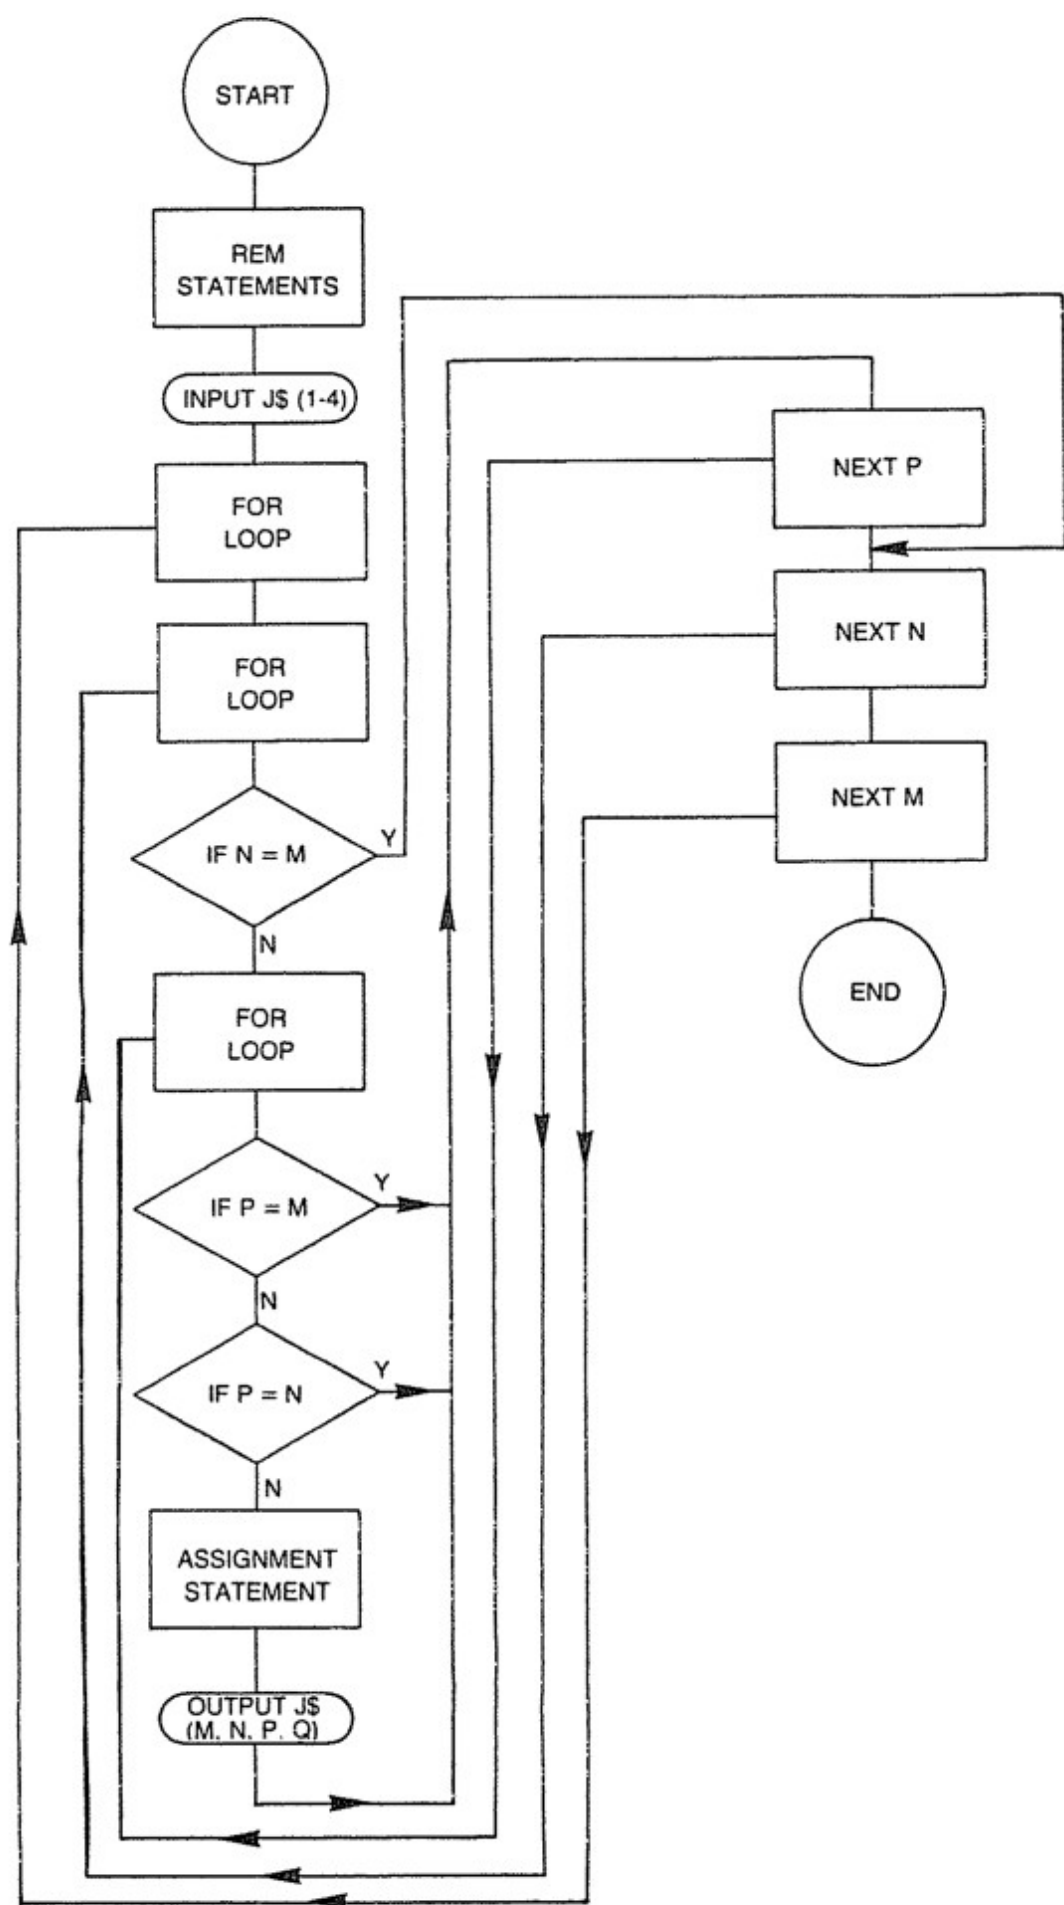 START
REM
STATEMENTS
INPUT J$ (1-4)
FOR
LOOP
FOR
LOOP
IF N = M
Y
N
FOR
LOOP
IF P = M
Y
N
IF P = N
Y
N
ASSIGNMENT
STATEMENT
OUTPUT J$
(M, N, P, Q)
NEXT P
NEXT N
NEXT M
END